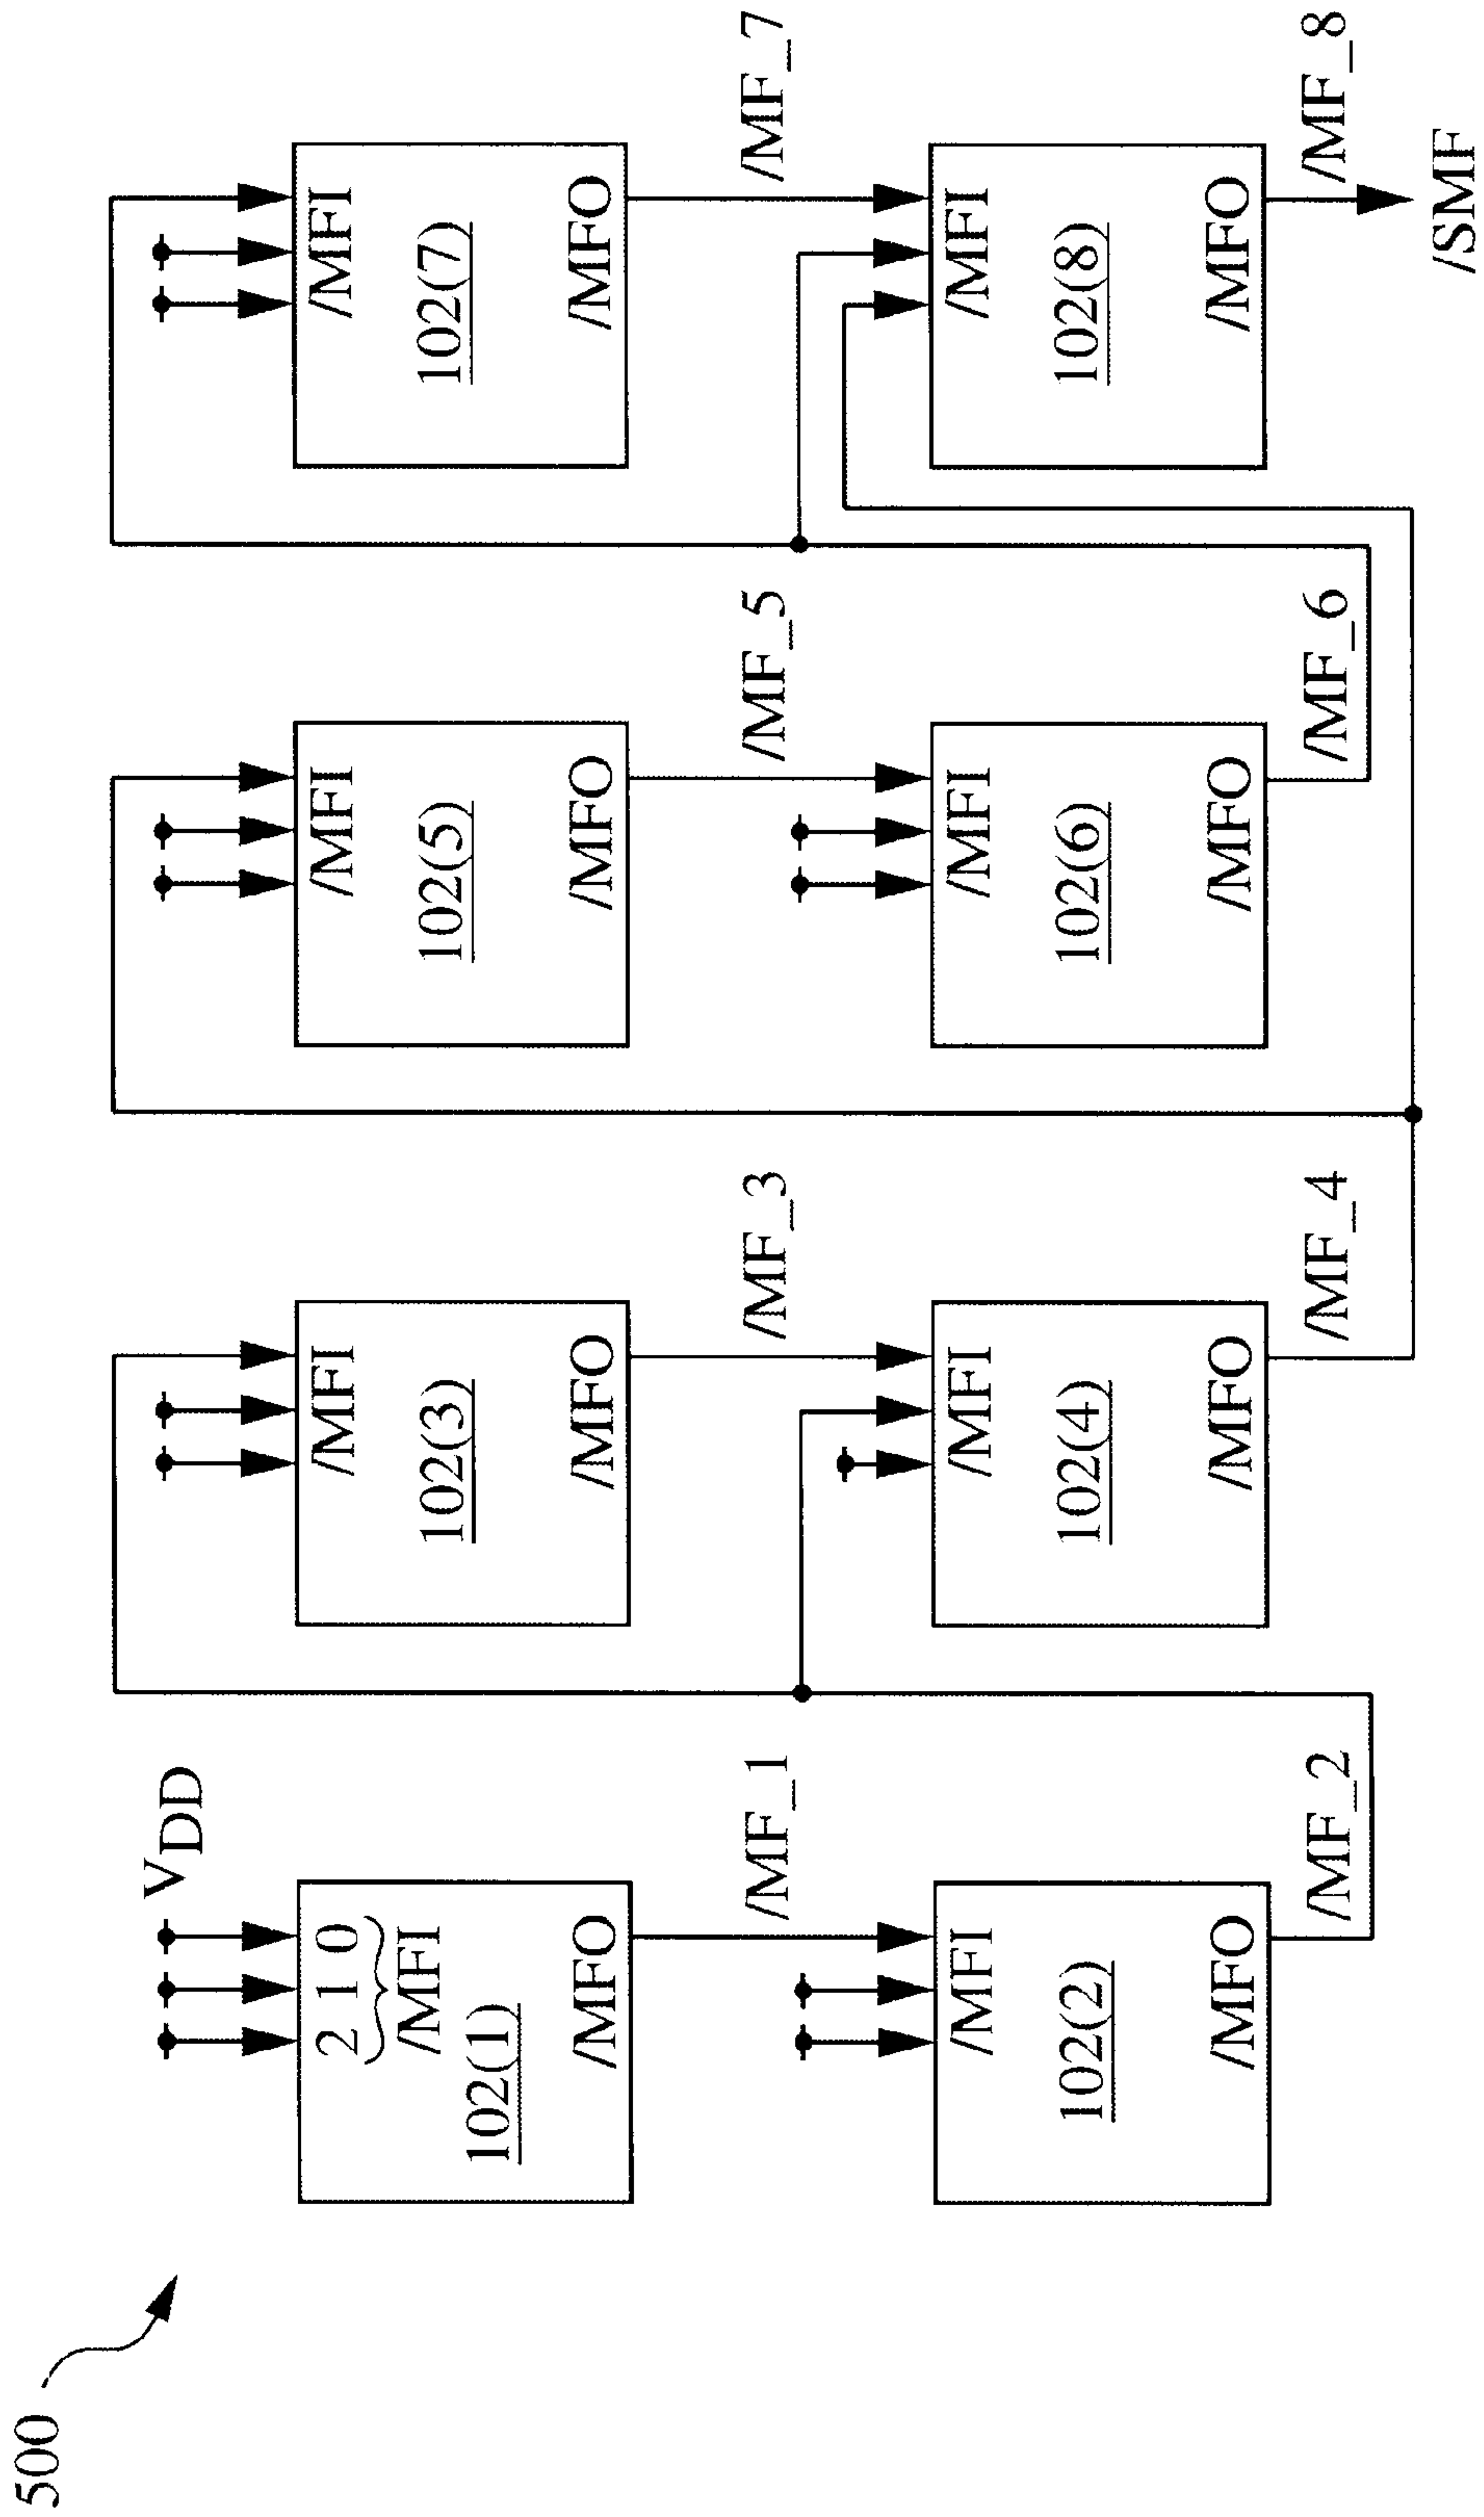 500
VDD
2 1 0
/MFI
102(1)
/MFO
/MF_1
/MFI
102(2)
/MFO
/MF_2
/MFI
102(3)
/MFO
/MF_3
/MFI
102(4)
/MFO
/MF_4
/MFI
102(5)
/MFO
/MF_5
/MFI
102(6)
/MFO
/MF_6
/MFI
102(7)
/MFO
/MF_7
/MFI
102(8)
/MFO
/MF_8
/SMF